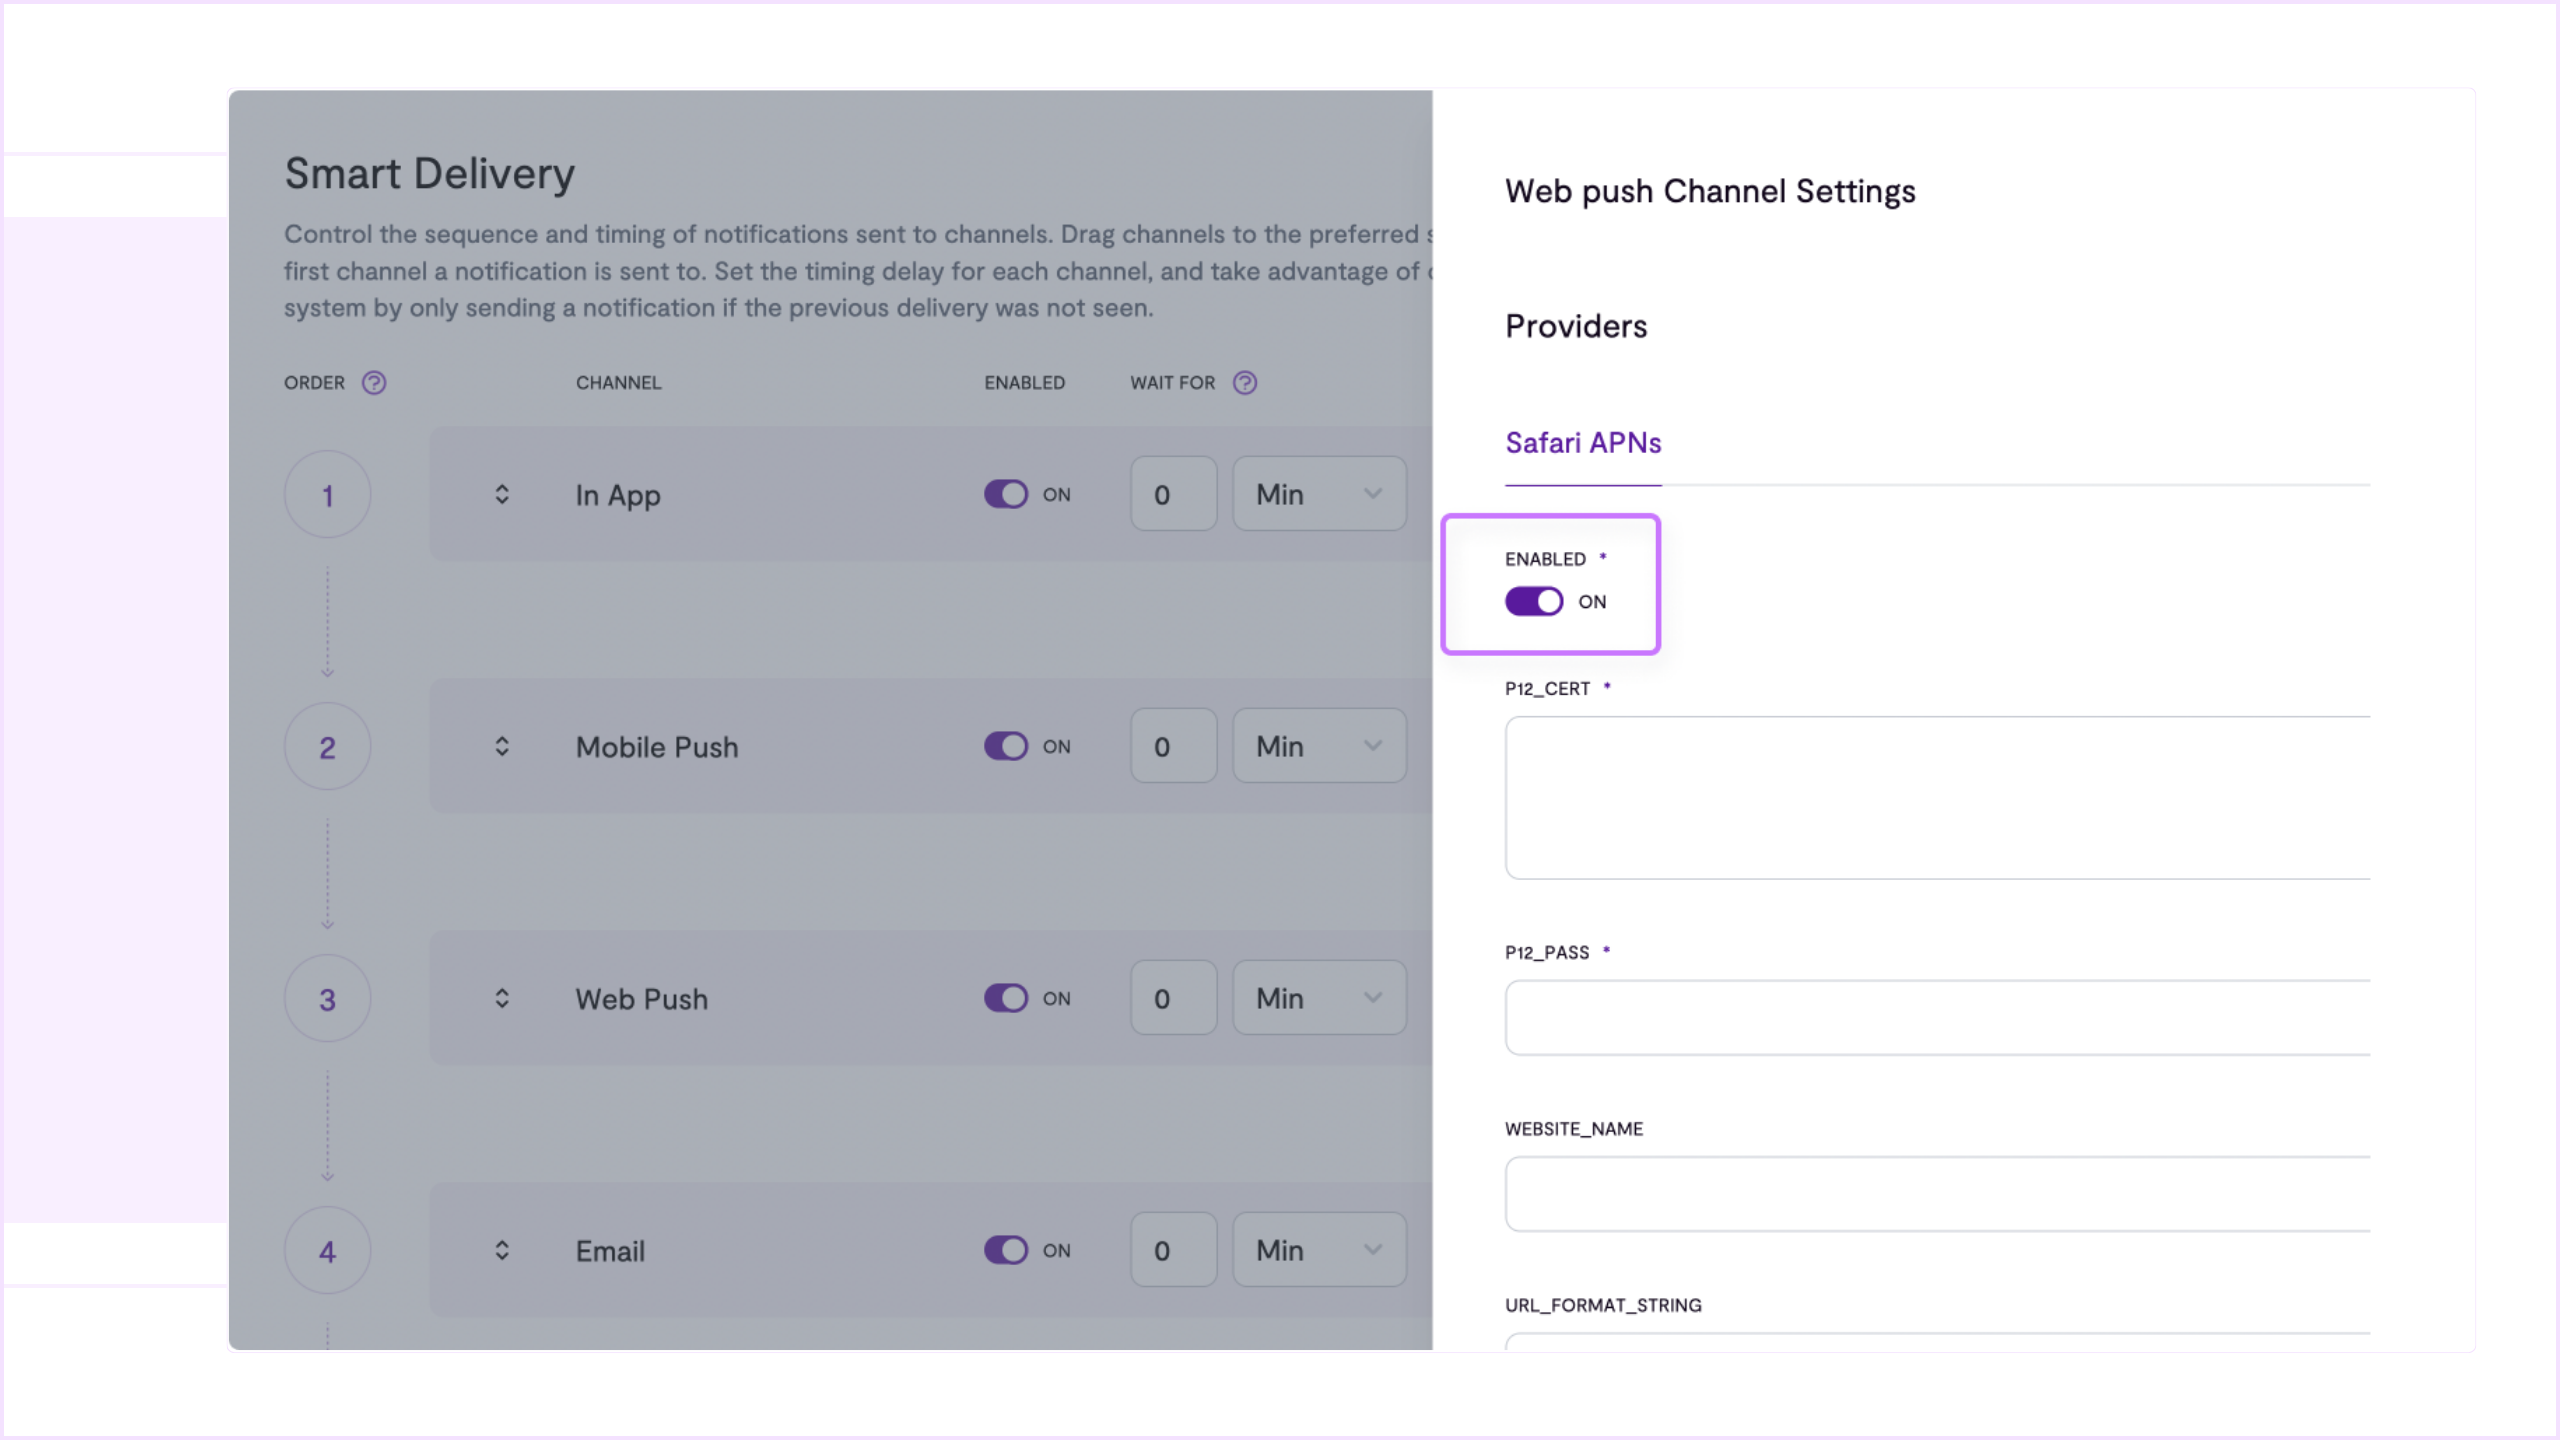 Smart Delivery
Control the sequence and timing of notifications sent to channels. Drag channels to the preferred
first channel a notification is sent to. Set the timing delay for each channel, and take advantage of
system by only sending a notification if the previous delivery was not seen.
ORDER ? CHANNEL ENABLED WAIT FOR ?
1 In App ON 0 Min
2 Mobile Push ON 0 Min
3 Web Push ON 0 Min
4 Email ON 0 Min
Web push Channel Settings
Providers
Safari APNs
ENABLED *
ON
P12_CERT *
P12_PASS *
WEBSITE_NAME
URL_FORMAT_STRING